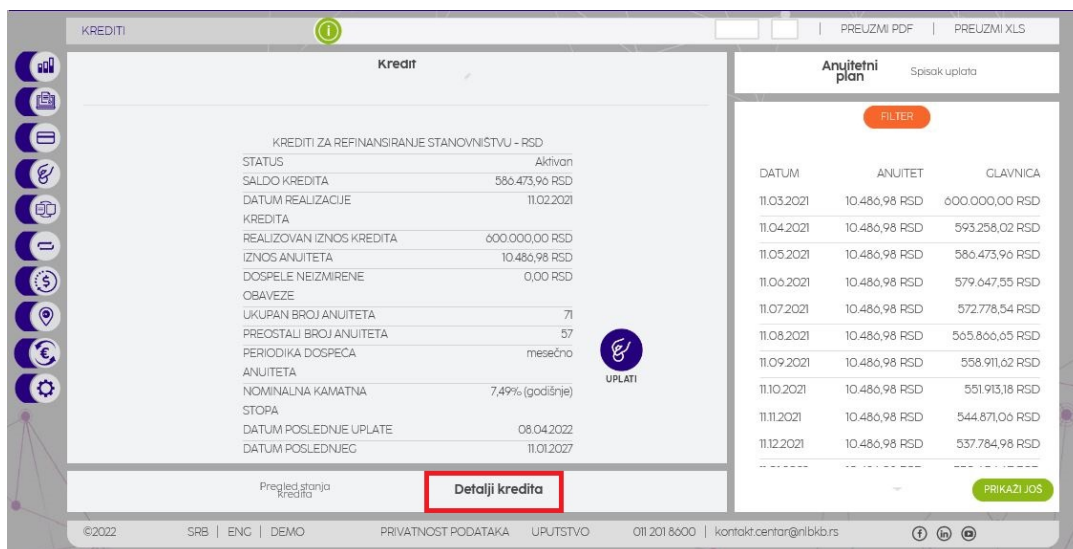 KREDITI
PREUZMI PDF | PREUZMI XLS
Kredit
KREDITI ZA REFINANSIRANJE STANOVNIŠTVU - RSD
STATUS Aktivan
SALDO KREDITA 586.473,96 RSD
DATUM REALIZACIJE 11.02.2021
KREDITA
REALIZOVAN IZNOS KREDITA 600.000,00 RSD
IZNOS ANUITETA 10.486,98 RSD
DOSPELE NEIZMIRENE 0,00 RSD
OBAVEZE
UKUPAN BROJ ANUITETA 71
PREOSTALI BROJ ANUITETA 57
PERIODIKA DOSPEĆA mesečno
ANUITETA
NOMINALNA KAMATNA 7,49% (godišnje)
STOPA
DATUM POSLEDNJE UPLATE 08.04.2022
DATUM POSLEDNJEG 11.01.2027
UPLATI
Pregled stanja
kredita
Detalji kredita
Anuitetni
plan
Spisak uplata
FILTER
DATUM ANUITET GLAVNICA
11.03.2021 10.486,98 RSD 600.000,00 RSD
11.04.2021 10.486,98 RSD 593.258,02 RSD
11.05.2021 10.486,98 RSD 586.473,96 RSD
11.06.2021 10.486,98 RSD 579.647,55 RSD
11.07.2021 10.486,98 RSD 572.778,54 RSD
11.08.2021 10.486,98 RSD 565.866,65 RSD
11.09.2021 10.486,98 RSD 558.911,62 RSD
11.10.2021 10.486,98 RSD 551.913,18 RSD
11.11.2021 10.486,98 RSD 544.871,06 RSD
11.12.2021 10.486,98 RSD 537.784,98 RSD
PRIKAŽI JOŠ
©2022 SRB | ENG | DEMO PRIVATNOST PODATAKA UPUTSTVO 011 201 8600 | kontakt.centar@nlbkb.rs